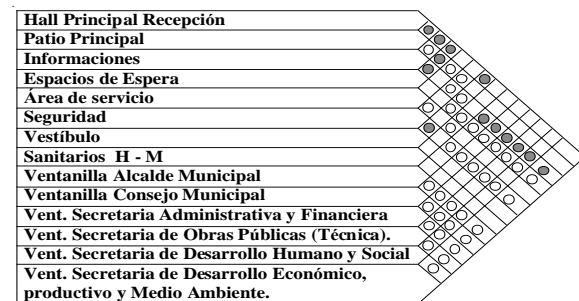 Hall Principal Recepción
Patio Principal
Informaciones
Espacios de Espera
Área de servicio
Seguridad
Vestíbulo
Sanitarios H - M
Ventanilla Alcalde Municipal
Ventanilla Consejo Municipal
Vent. Secretaria Administrativa y Financiera
Vent. Secretaria de Obras Públicas (Técnica).
Vent. Secretaria de Desarrollo Humano y Social
Vent. Secretaria de Desarrollo Económico,
productivo y Medio Ambiente.